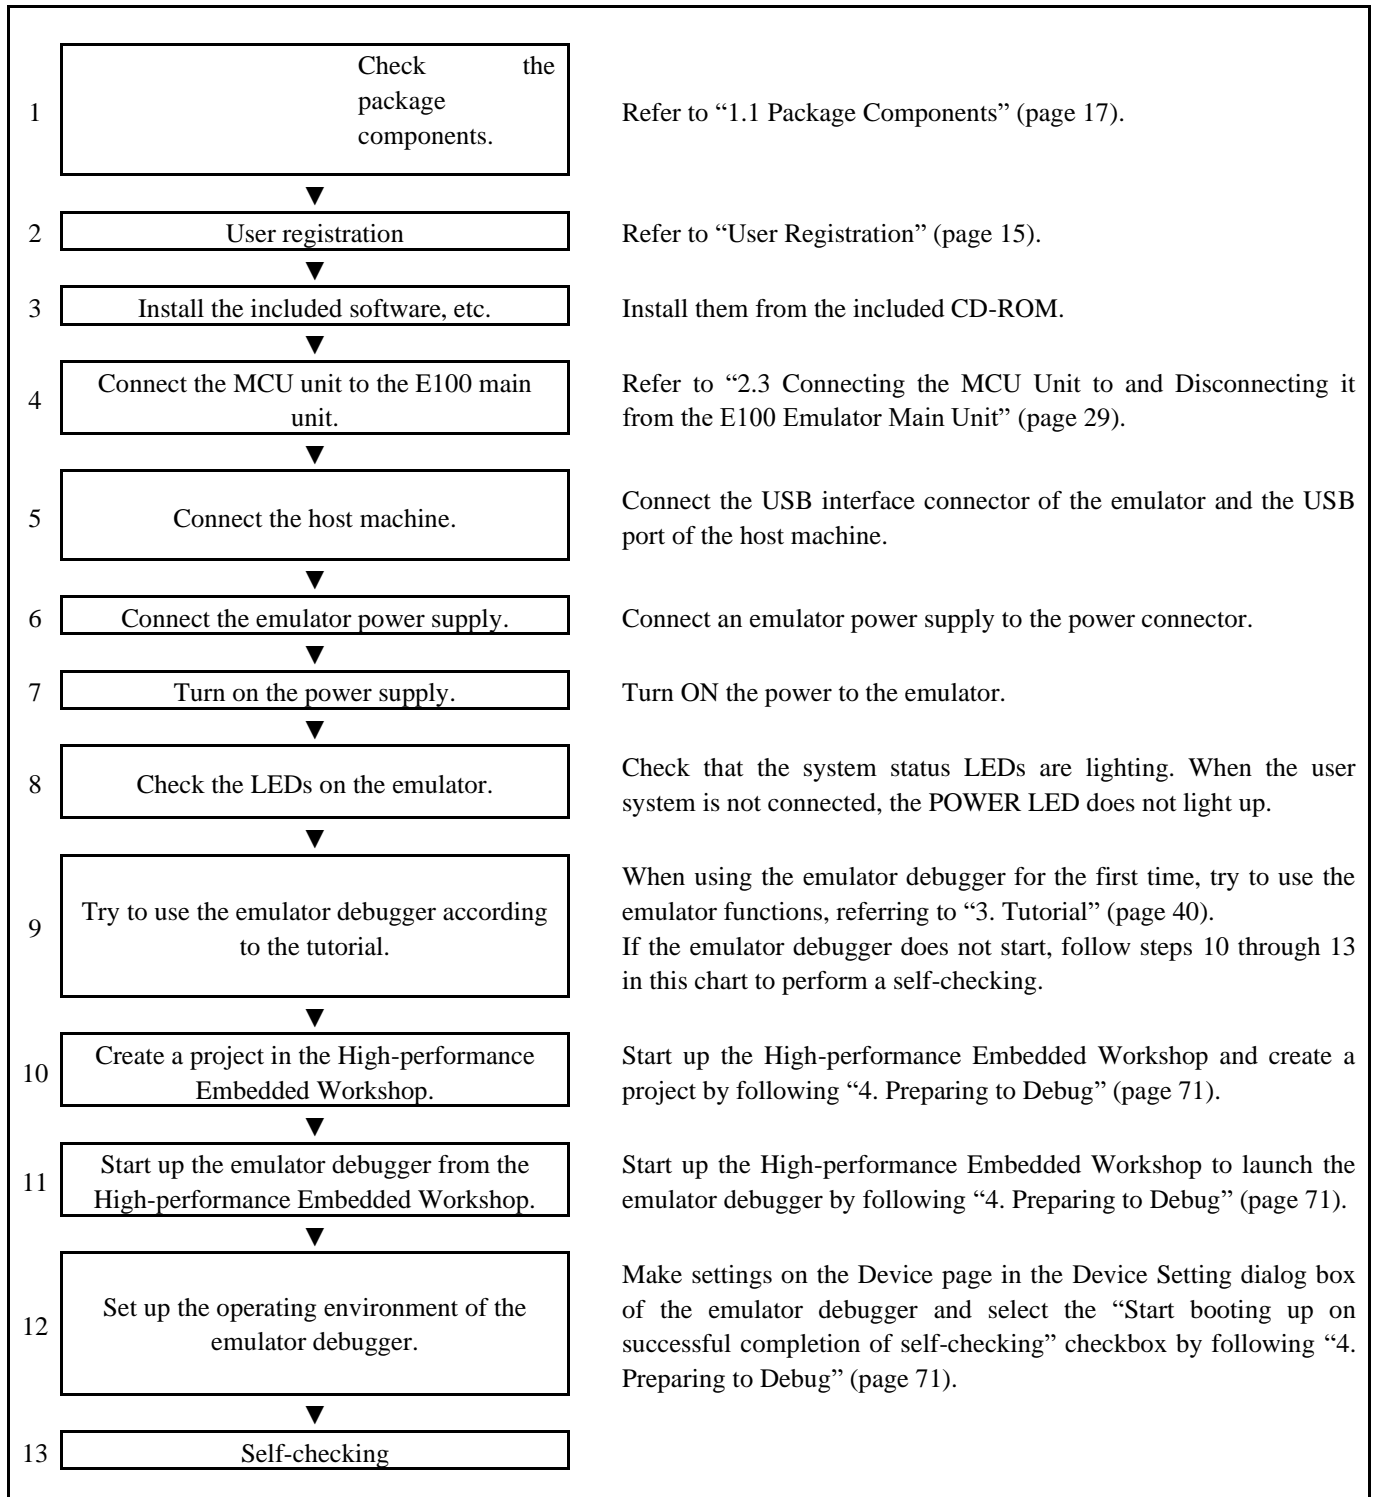 Check the
package
components.
1
Refer to “1.1 Package Components” (page 17).
▼
2
User registration
Refer to “User Registration” (page 15).
▼
3
Install the included software, etc.
Install them from the included CD-ROM.
▼
4
Connect the MCU unit to the E100 main
unit.
Refer to “2.3 Connecting the MCU Unit to and Disconnecting it
from the E100 Emulator Main Unit” (page 29).
▼
5
Connect the host machine.
Connect the USB interface connector of the emulator and the USB
port of the host machine.
▼
6
Connect the emulator power supply.
Connect an emulator power supply to the power connector.
▼
7
Turn on the power supply.
Turn ON the power to the emulator.
▼
8
Check the LEDs on the emulator.
Check that the system status LEDs are lighting. When the user
system is not connected, the POWER LED does not light up.
▼
9
Try to use the emulator debugger according
to the tutorial.
When using the emulator debugger for the first time, try to use the
emulator functions, referring to “3. Tutorial” (page 40).
If the emulator debugger does not start, follow steps 10 through 13
in this chart to perform a self-checking.
▼
10
Create a project in the High-performance
Embedded Workshop.
Start up the High-performance Embedded Workshop and create a
project by following “4. Preparing to Debug” (page 71).
▼
11
Start up the emulator debugger from the
High-performance Embedded Workshop.
Start up the High-performance Embedded Workshop to launch the
emulator debugger by following “4. Preparing to Debug” (page 71).
▼
12
Set up the operating environment of the
emulator debugger.
Make settings on the Device page in the Device Setting dialog box
of the emulator debugger and select the “Start booting up on
successful completion of self-checking” checkbox by following “4.
Preparing to Debug” (page 71).
▼
13
Self-checking